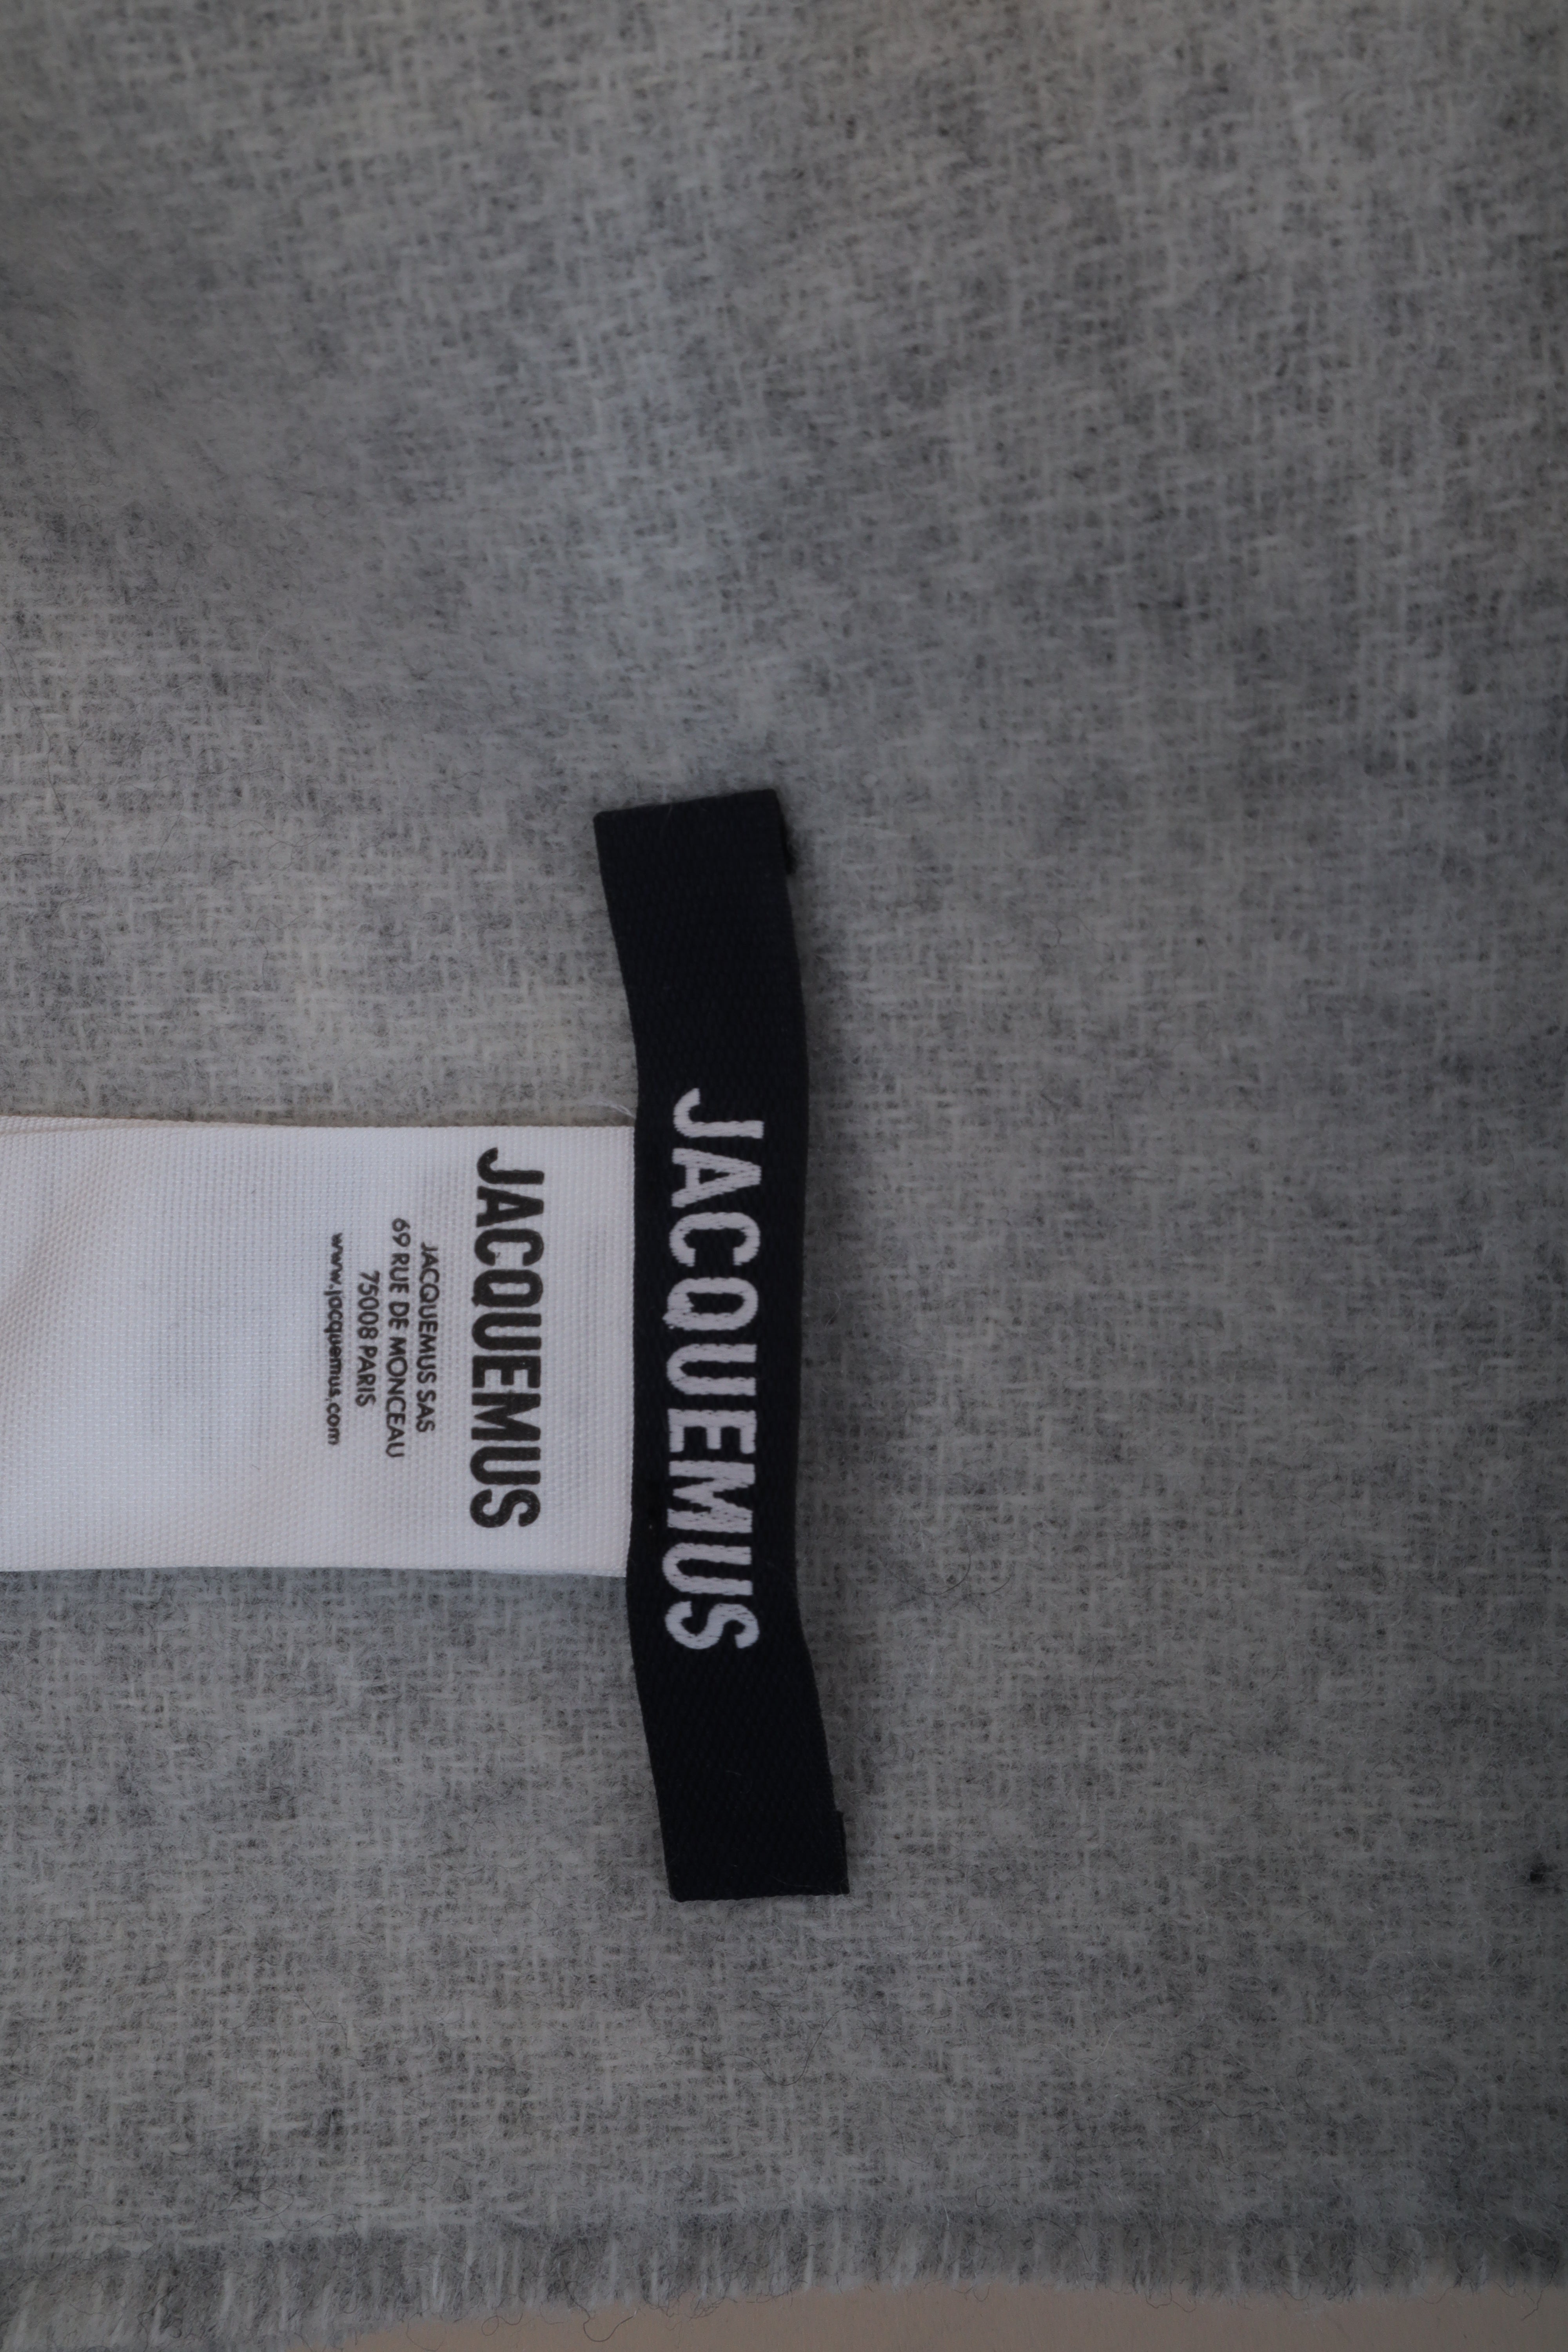 JACQUEMUS
JACQUEMUS
JACQUEMUS SAS
69 RUE DE MONCEAU
75008 PARIS
www.jacquemus.com